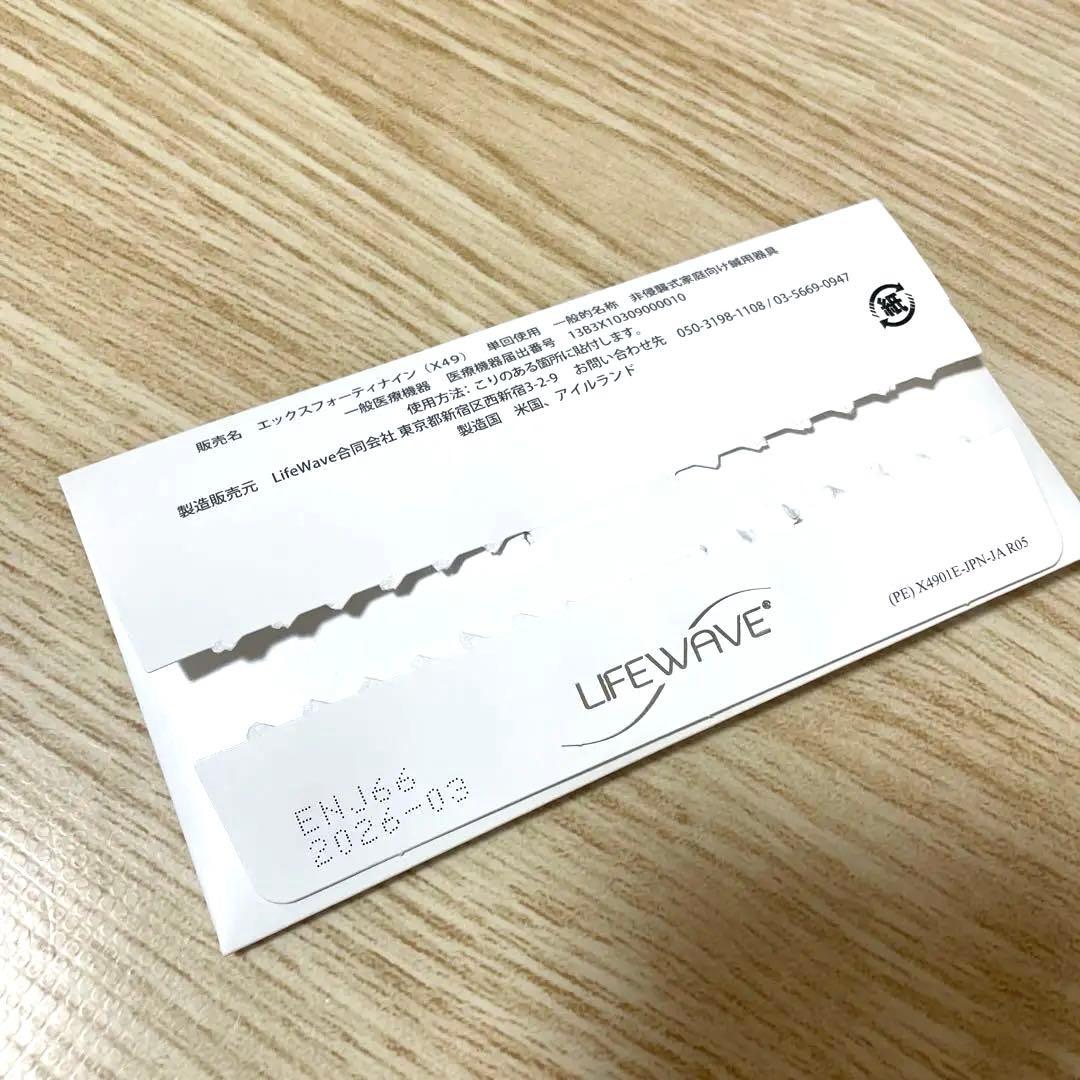 販売名 エックスフォーティナイン（X49） 単回使用 一般的名称 非侵襲式家庭向け鍼用器具
一般医療機器 医療機器届出番号 13B3X10309000010
使用方法：こりのある箇所に貼付します。
製造販売元 LifeWave合同会社 東京都新宿区西新宿3-2-9 お問い合わせ先 050-3198-1108 / 03-5669-0947
製造国 米国、アイルランド
紙
(PE) X4901E-JPN-JA R05
LIFEWAVE®
ENJ66
2026-03